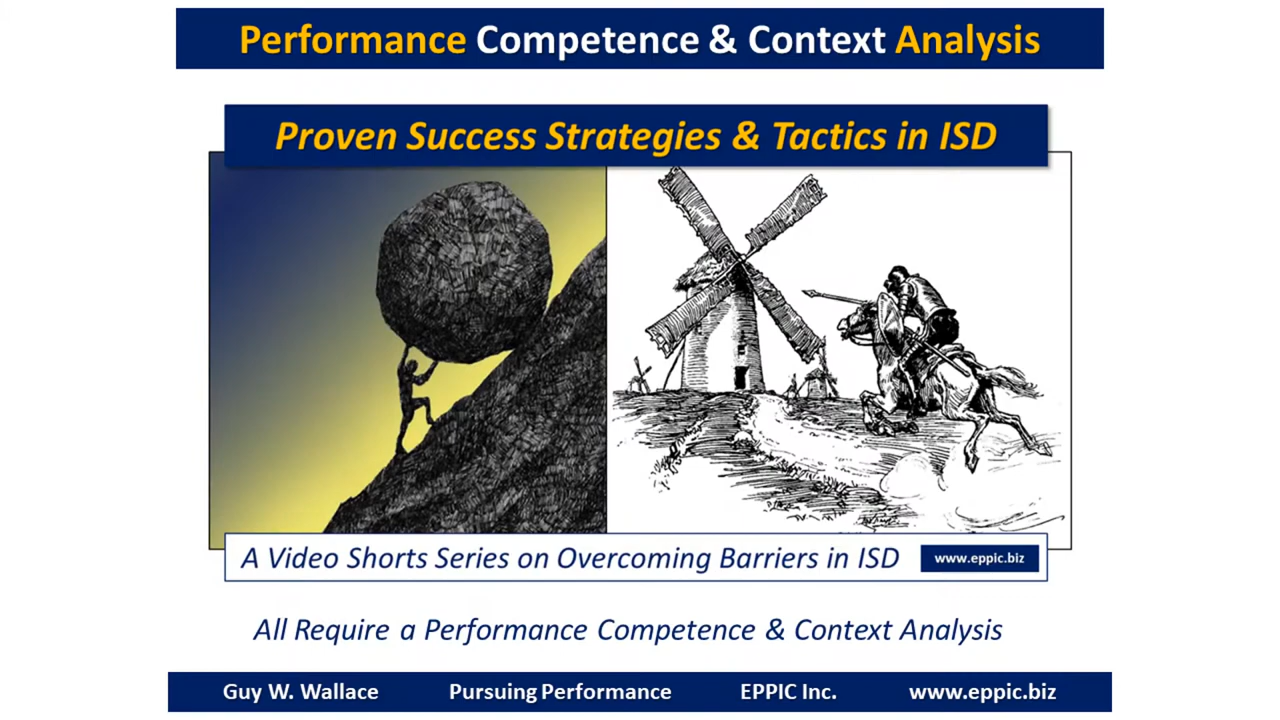 Performance Competence & Context Analysis
Proven Success Strategies & Tactics in ISD
A Video Shorts Series on Overcoming Barriers in ISD
www.eppic.biz
All Require a Performance Competence & Context Analysis
Guy W. Wallace Pursuing Performance EPPIC Inc. www.eppic.biz